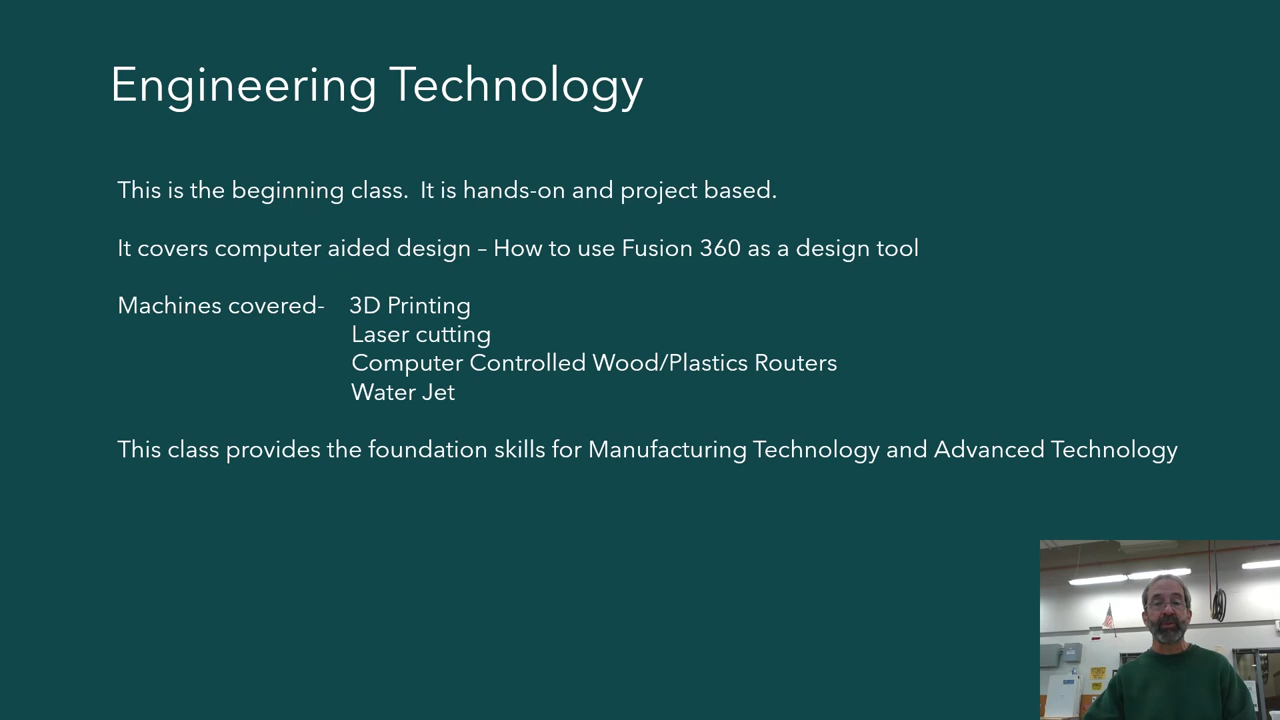 Engineering Technology
This is the beginning class.  It is hands-on and project based.
It covers computer aided design – How to use Fusion 360 as a design tool
Machines covered-    3D Printing
Laser cutting
Computer Controlled Wood/Plastics Routers
Water Jet
This class provides the foundation skills for Manufacturing Technology and Advanced Technology